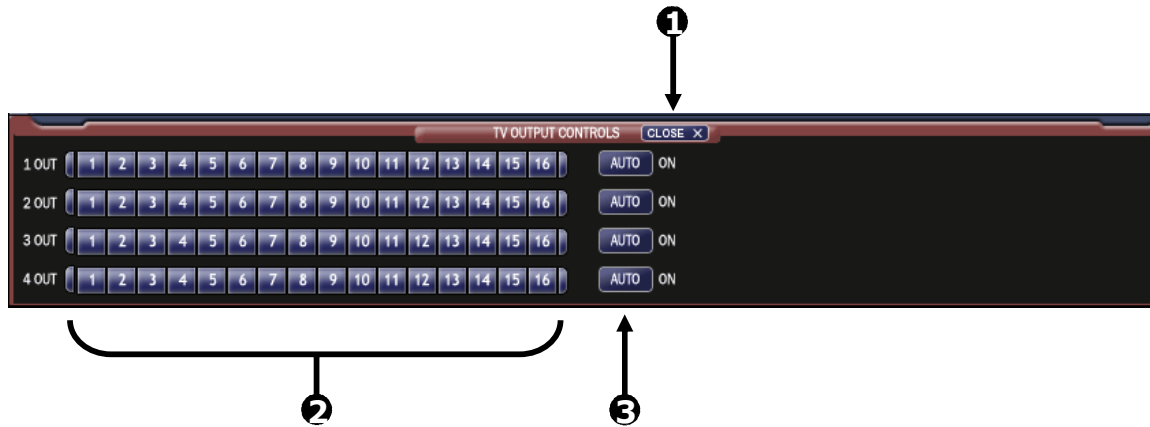 1
TV OUTPUT CONTROLS CLOSE X
1 OUT 1 2 3 4 5 6 7 8 9 10 11 12 13 14 15 16 AUTO ON
2 OUT 1 2 3 4 5 6 7 8 9 10 11 12 13 14 15 16 AUTO ON
3 OUT 1 2 3 4 5 6 7 8 9 10 11 12 13 14 15 16 AUTO ON
4 OUT 1 2 3 4 5 6 7 8 9 10 11 12 13 14 15 16 AUTO ON
2 3